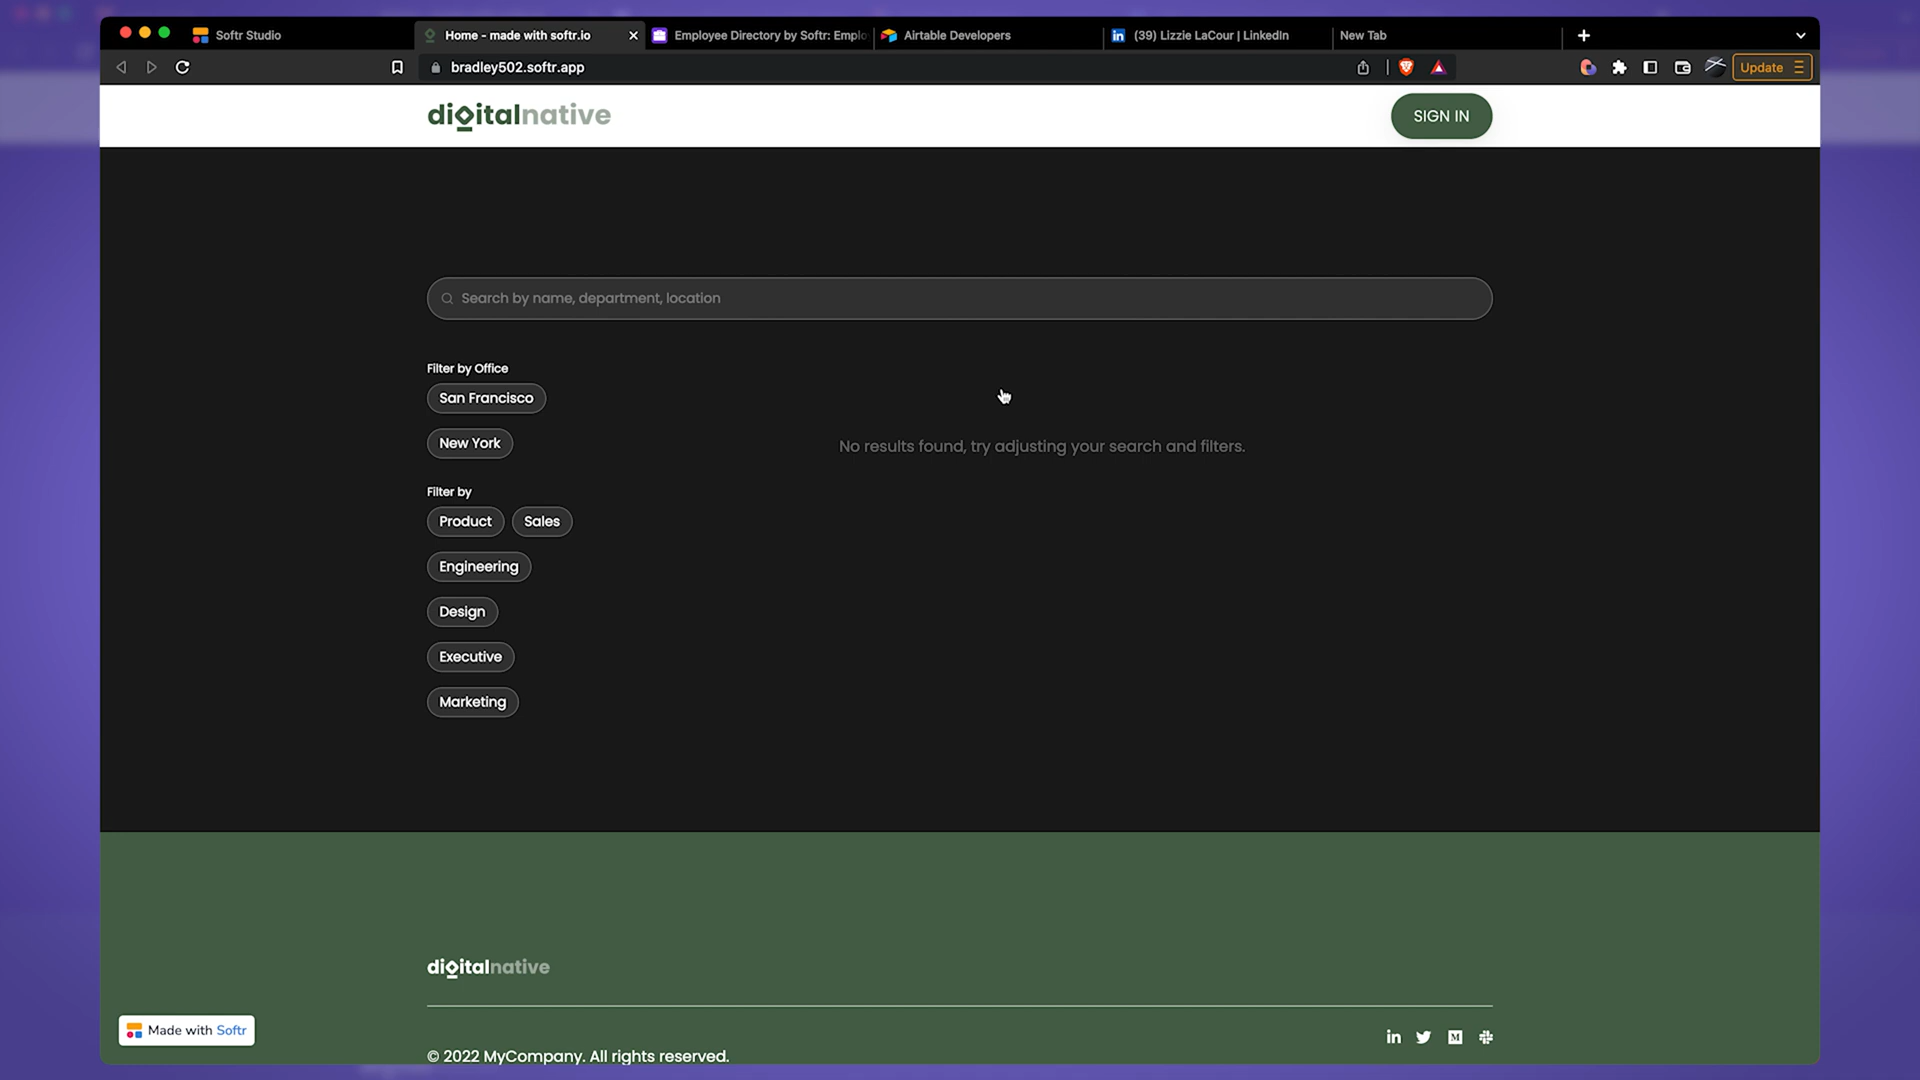 Softr Studio
Home - made with softr.io
Employee Directory by Softr: Emplo
Airtable Developers
(39) Lizzie LaCour | LinkedIn
New Tab
bradley502.softr.app
Update
digitalnative
SIGN IN
Search by name, department, location
Filter by Office
San Francisco
No results found, try adjusting your search and filters.
New York
Filter by
Product Sales
Engineering
Design
Executive
Marketing
digitalnative
Made with Softr
© 2022 MyCompany. All rights reserved.